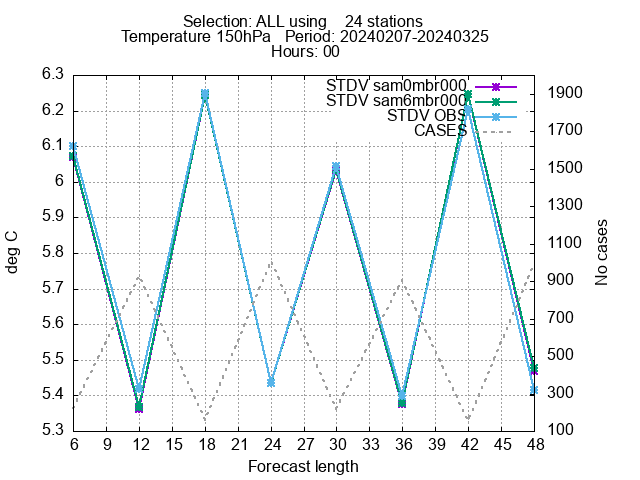 Selection: ALL using    24 stations
Temperature 150hPa   Period: 20240207-20240325
Hours: 00
STDV sam0mbr000
STDV sam6mbr000
STDV OBS
CASES
6.3
6.2
6.1
6
5.9
5.8
5.7
5.6
5.5
5.4
5.3
deg C
1900
1700
1500
1300
1100
900
700
500
300
100
No cases
6 9 12 15 18 21 24 27 30 33 36 39 42 45 48
Forecast length